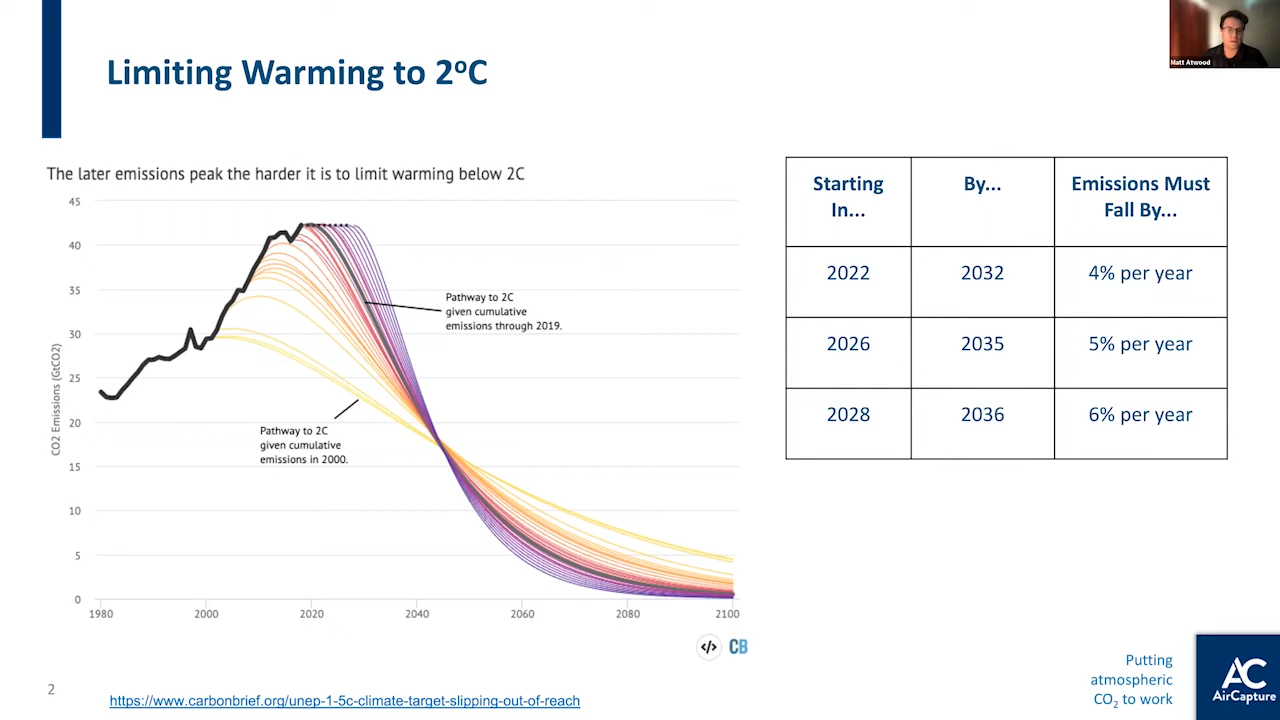 Matt Atwood
Limiting Warming to 2ºC
The later emissions peak the harder it is to limit warming below 2C
45
40
35
30
25
20
15
10
5
0
CO2 Emissions (GtCO2)
Pathway to 2C
given cumulative
emissions through 2019.
Pathway to 2C
given cumulative
emissions in 2000.
1980 2000 2020 2040 2060 2080 2100
</> CB
Starting By... Emissions Must
In... Fall By...
2022 2032 4% per year
2026 2035 5% per year
2028 2036 6% per year
2
https://www.carbonbrief.org/unep-1-5c-climate-target-slipping-out-of-reach
Putting
atmospheric
CO₂ to work
AC
AirCapture